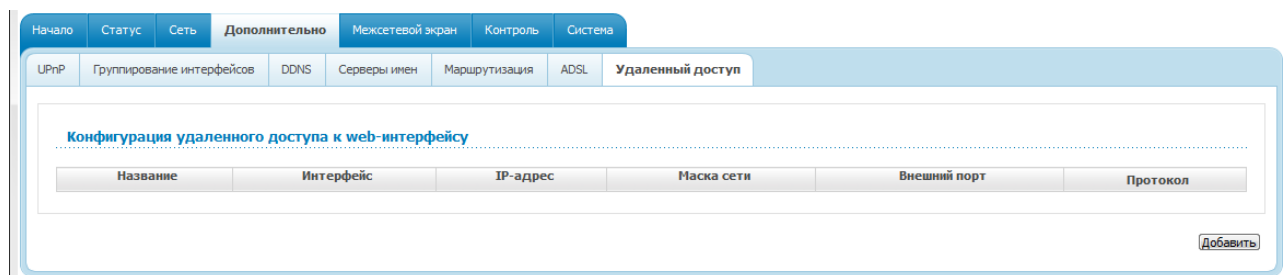 Начало Статус Сеть Дополнительно Межсетевой экран Контроль Система
UPnP Группирование интерфейсов DDNS Серверы имен Маршрутизация ADSL Удаленный доступ
Конфигурация удаленного доступа к web-интерфейсу
Название Интерфейс IP-адрес Маска сети Внешний порт Протокол
Добавить